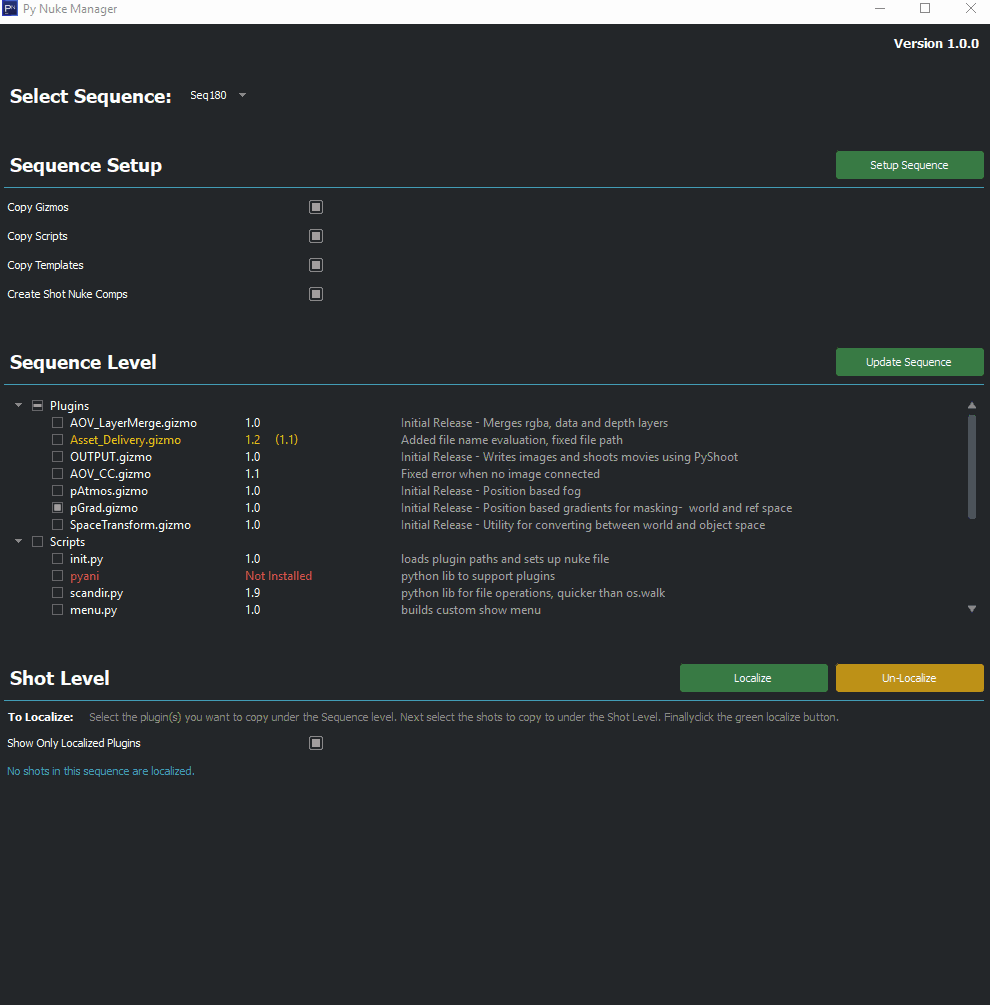 PN Py Nuke Manager
Version 1.0.0
Select Sequence: Seq180
Sequence Setup Setup Sequence
Copy Gizmos
Copy Scripts
Copy Templates
Create Shot Nuke Comps
Sequence Level Update Sequence
Plugins
AOV_LayerMerge.gizmo 1.0 Initial Release - Merges rgba, data and depth layers
Asset_Delivery.gizmo 1.2 (1.1) Added file name evaluation, fixed file path
OUTPUT.gizmo 1.0 Initial Release - Writes images and shoots movies using PyShoot
AOV_CC.gizmo 1.1 Fixed error when no image connected
pAtmos.gizmo 1.0 Initial Release - Position based fog
pGrad.gizmo 1.0 Initial Release - Position based gradients for masking- world and ref space
SpaceTransform.gizmo 1.0 Initial Release - Utility for converting between world and object space
Scripts
init.py 1.0 loads plugin paths and sets up nuke file
pyani Not Installed python lib to support plugins
scandir.py 1.9 python lib for file operations, quicker than os.walk
menu.py 1.0 builds custom show menu
Shot Level Localize Un-Localize
To Localize: Select the plugin(s) you want to copy under the Sequence level. Next select the shots to copy to under the Shot Level. Finallyclick the green localize button.
Show Only Localized Plugins
No shots in this sequence are localized.